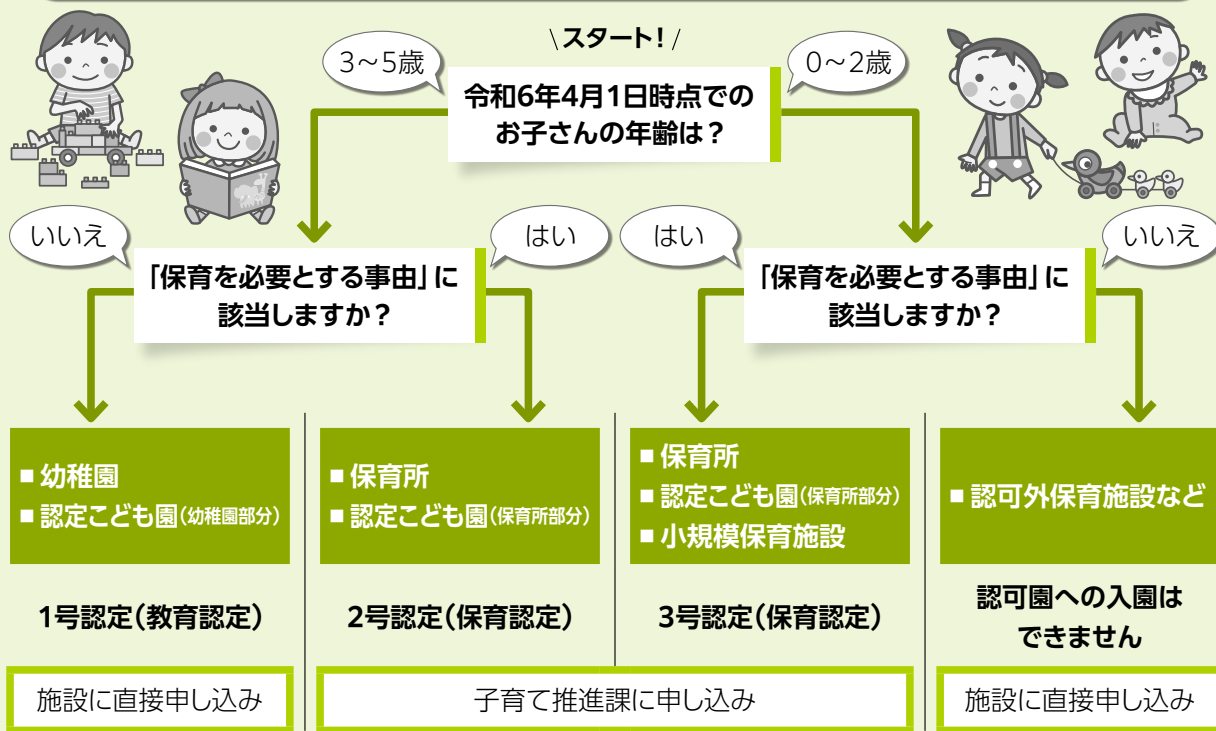 \スタート！/
3～5歳
0～2歳
令和6年4月1日時点での
お子さんの年齢は？
いいえ
はい
はい
いいえ
「保育を必要とする事由」に
該当しますか？
「保育を必要とする事由」に
該当しますか？
■ 幼稚園
■ 認定こども園(幼稚園部分)
■ 保育所
■ 認定こども園(保育所部分)
■ 保育所
■ 認定こども園(保育所部分)
■ 小規模保育施設
■ 認可外保育施設など
1号認定(教育認定)
2号認定(保育認定)
3号認定(保育認定)
認可園への入園は
できません
施設に直接申し込み
子育て推進課に申し込み
施設に直接申し込み